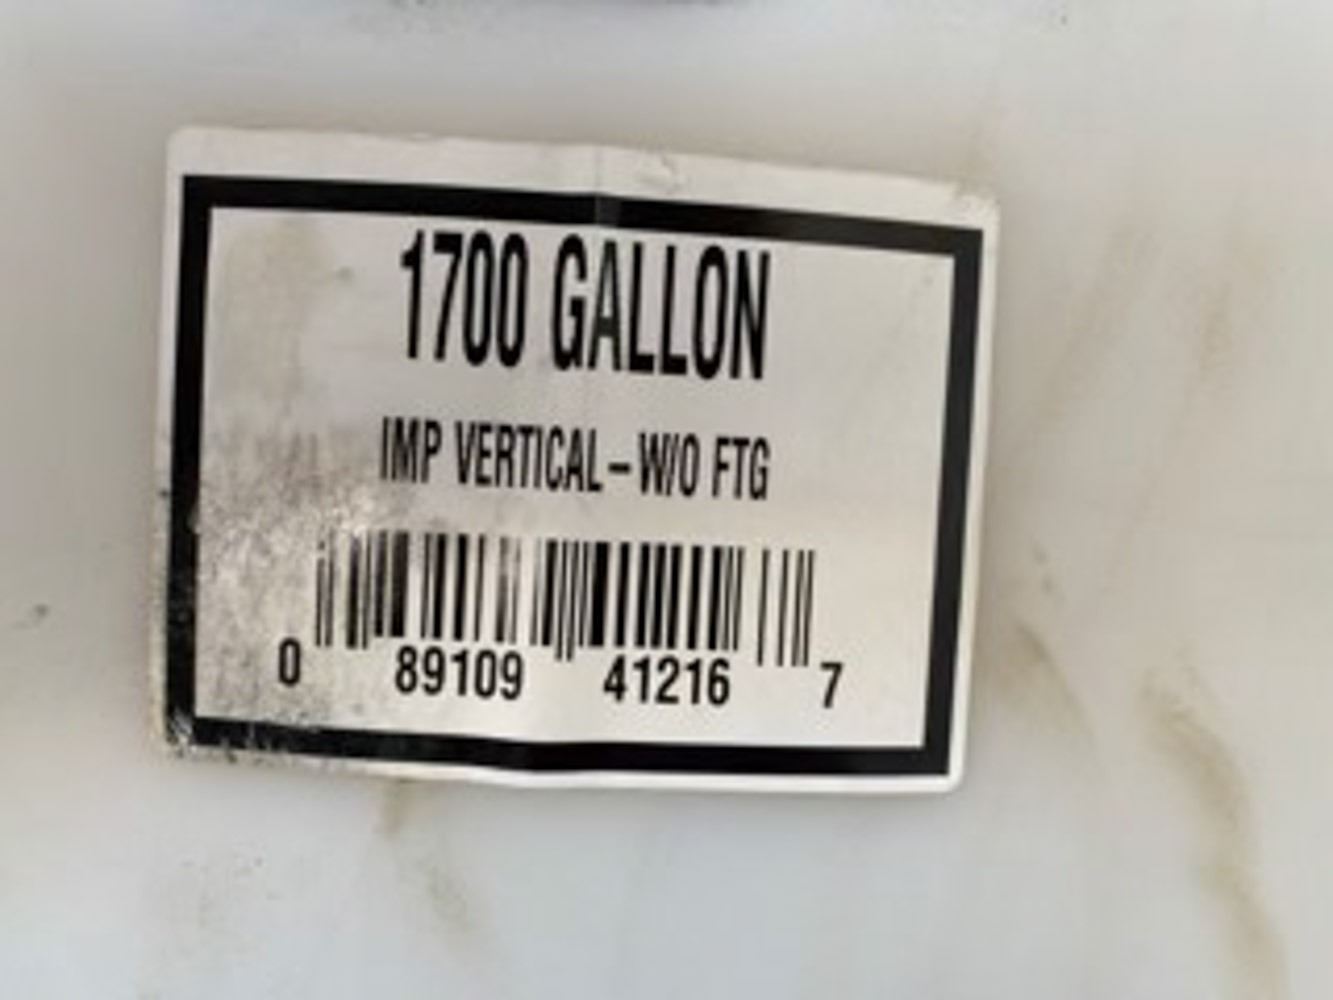 1700 GALLON
IMP VERTICAL-W/O FTG
0 89109 41216 7